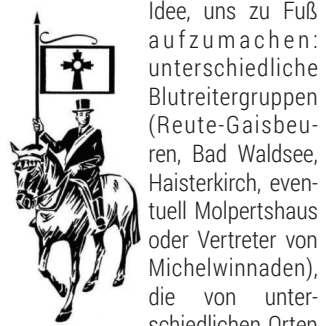 Idee, uns zu Fuß
aufzumachen:
unterschiedliche
Blutreitergruppen
(Reute-Gaisbeu-
ren, Bad Waldsee,
Haisterkirch, even-
tuell Molpertshaus
oder Vertreter von
Michelwinnaden),
die von unter-
schiedlichen Orten